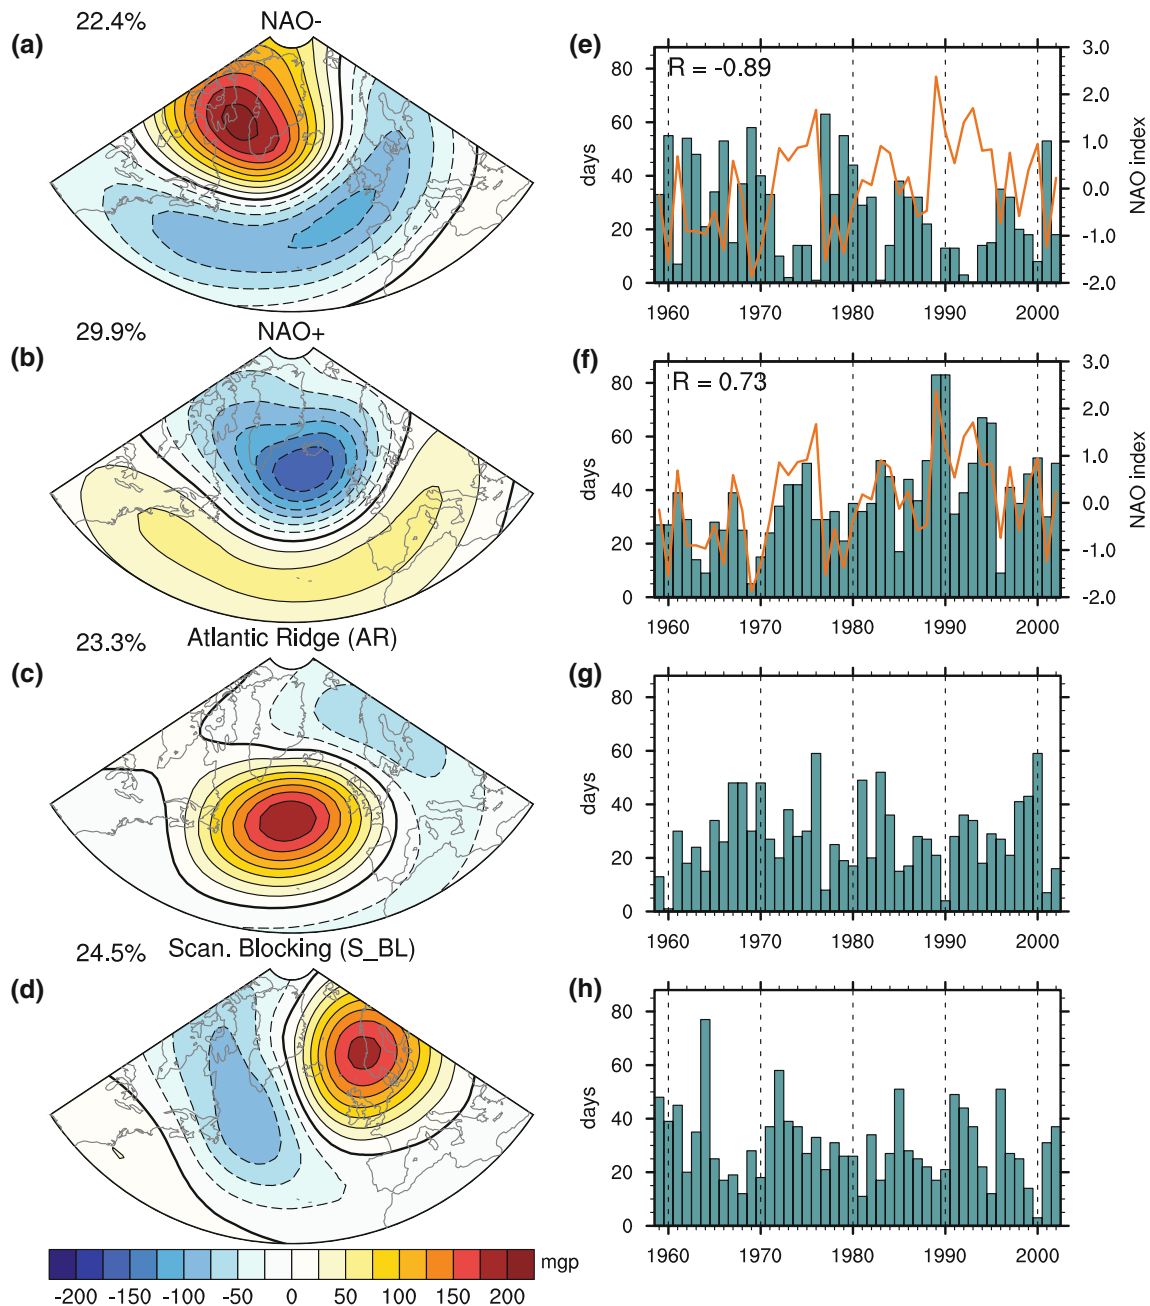 (a) 22.4% NAO-
(e)
R = -0.89
days
80
60
40
20
0
3.0
2.0
1.0
0.0
-1.0
-2.0
NAO index
1960 1970 1980 1990 2000
(b) 29.9% NAO+
(f)
R = 0.73
days
80
60
40
20
0
3.0
2.0
1.0
0.0
-1.0
-2.0
NAO index
1960 1970 1980 1990 2000
(c) 23.3% Atlantic Ridge (AR)
(g)
days
80
60
40
20
0
1960 1970 1980 1990 2000
(d) 24.5% Scan. Blocking (S_BL)
(h)
days
80
60
40
20
0
1960 1970 1980 1990 2000
mgp
-200 -150 -100 -50 0 50 100 150 200